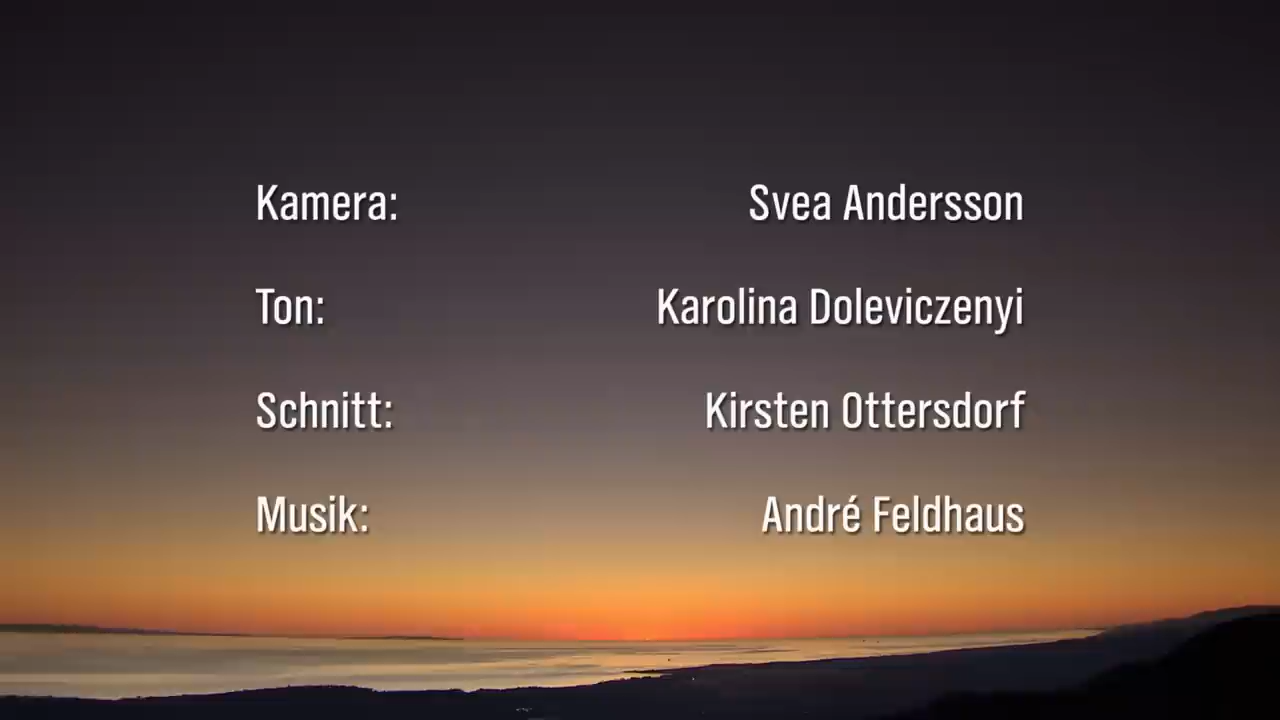 Kamera: Svea Andersson
Ton: Karolina Doleviczenyi
Schnitt: Kirsten Ottersdorf
Musik: André Feldhaus